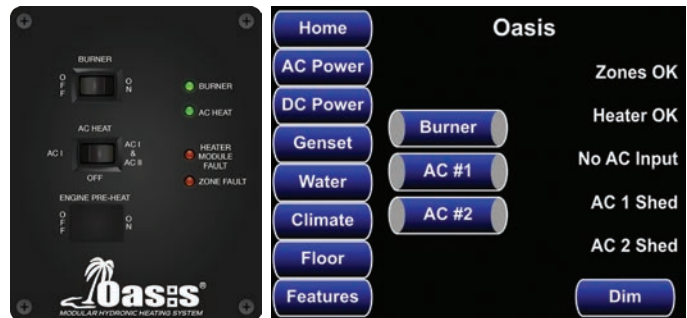 BURNER
OFF
ON
BURNER
AC HEAT
AC HEAT
AC I
AC I
&
AC II
OFF
HEATER
MODULE
FAULT
ZONE FAULT
ENGINE PRE-HEAT
OFF
ON
Oasis®
MODULAR HYDRONIC HEATING SYSTEM
Home
AC Power
DC Power
Genset
Water
Climate
Floor
Features
Oasis
Burner
AC #1
AC #2
Zones OK
Heater OK
No AC Input
AC 1 Shed
AC 2 Shed
Dim